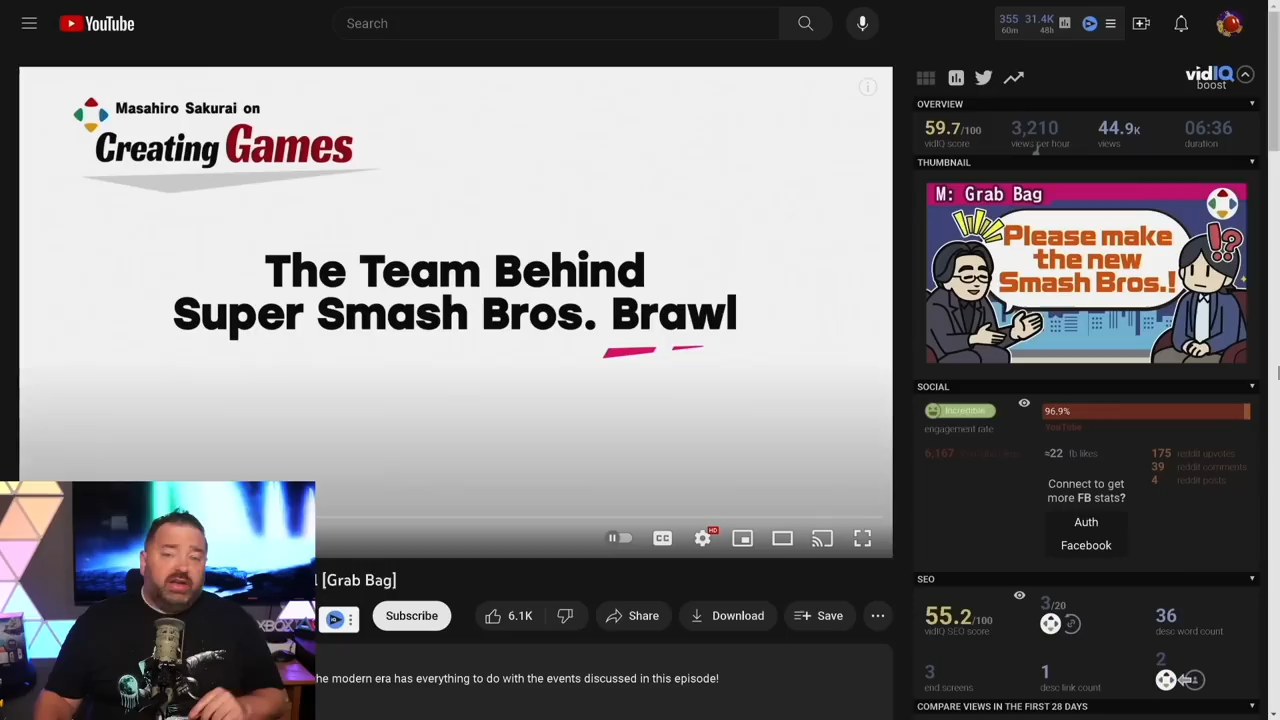 YouTube
Search
355
60m
31.4K
48h
Masahiro Sakurai on
Creating Games
The Team Behind
Super Smash Bros. Brawl
CC
HD
l [Grab Bag]
Subscribe
6.1K
Share
Download
Save
he modern era has everything to do with the events discussed in this episode!
XBOX
vidIQ
boost
OVERVIEW
59.7/100
vidIQ score
3,210
views per hour
44.9K
views
06:36
duration
THUMBNAIL
M: Grab Bag
Please make
the new
Smash Bros.!
!?
SOCIAL
Incredible
engagement rate
96.9%
YouTube
6,167
≈22 fb likes
175 reddit upvotes
39 reddit comments
4 reddit posts
Connect to get
more FB stats?
Auth
Facebook
SEO
55.2/100
vidIQ SEO score
3/20
36
desc word count
3
end screens
1
desc link count
2
COMPARE VIEWS IN THE FIRST 28 DAYS